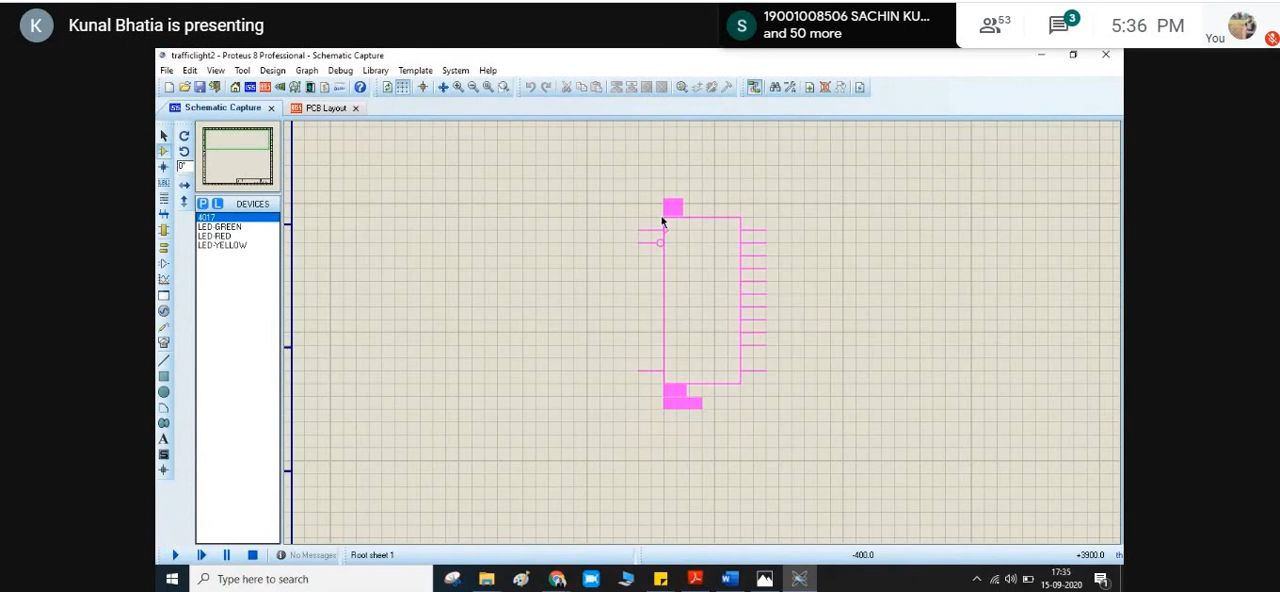 K
Kunal Bhatia is presenting
S
19001008506 SACHIN KU...
and 50 more
53
3
5:36 PM
You
trafficlight2 - Proteus 8 Professional - Schematic Capture
File Edit View Tool Design Graph Debug Library Template System Help
Schematic Capture
PCB Layout
0°
P L DEVICES
4017
LED-GREEN
LED-RED
LED-YELLOW
A
No Messages
Root sheet 1
-400.0
+3900.0
th
Type here to search
17:35
15-09-2020